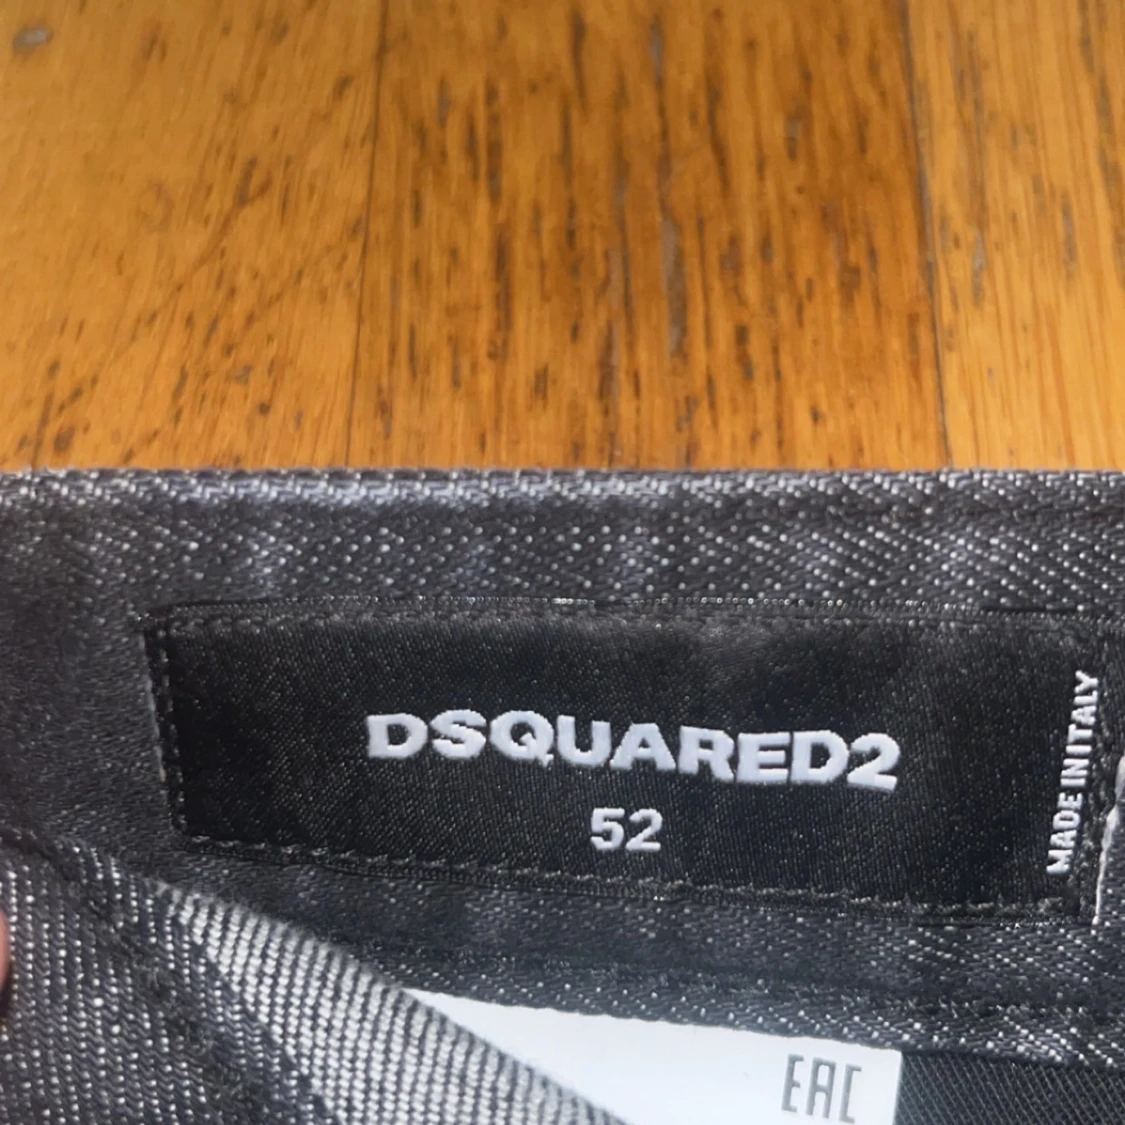 DSQUARED2
52
MADE IN ITALY
EAC